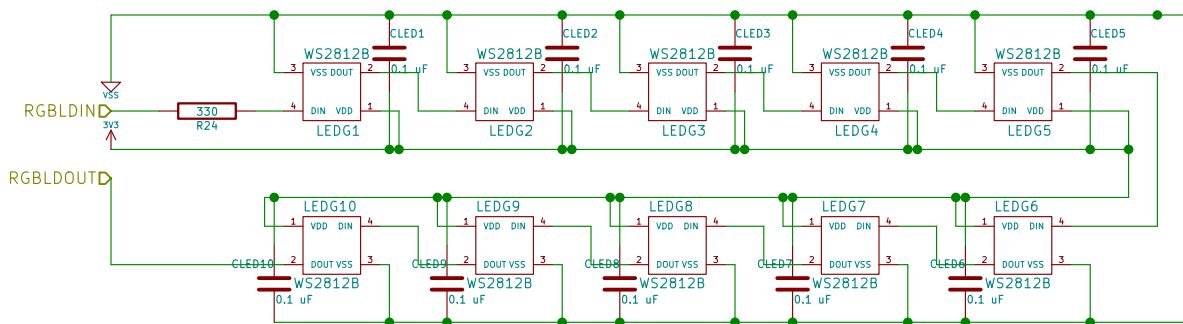 CLED1 CLED2 CLED3 CLED4 CLED5
WS2812B WS2812B WS2812B WS2812B WS2812B
3 VSS DOUT 2 0.1 uF 3 VSS DOUT 2 0.1 uF 3 VSS DOUT 2 0.1 uF 3 VSS DOUT 2 0.1 uF 3 VSS DOUT 2 0.1 uF
VSS
RGBLDIN 330 4 DIN VDD 1 4 DIN VDD 1 4 DIN VDD 1 4 DIN VDD 1 4 DIN VDD 1
3V3 R24 LEDG1 LEDG2 LEDG3 LEDG4 LEDG5
RGBLDOUT
LEDG10 LEDG9 LEDG8 LEDG7 LEDG6
1 VDD DIN 4 1 VDD DIN 4 1 VDD DIN 4 1 VDD DIN 4 1 VDD DIN 4
CLED10 2 DOUT VSS 3 CLED9 2 DOUT VSS 3 CLED8 2 DOUT VSS 3 CLED7 2 DOUT VSS 3 CLED6 2 DOUT VSS 3
WS2812B WS2812B WS2812B WS2812B WS2812B
0.1 uF 0.1 uF 0.1 uF 0.1 uF 0.1 uF